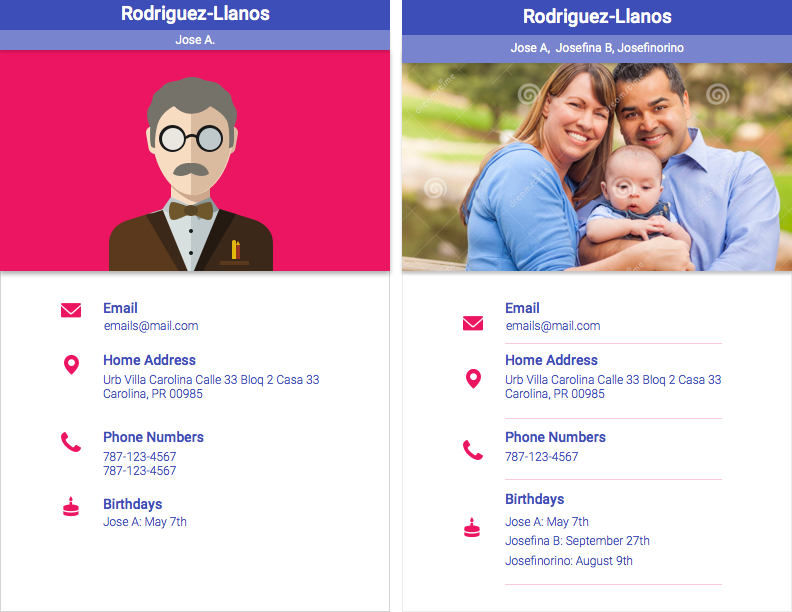 Rodriguez-Llanos
Jose A.
Email
emails@mail.com
Home Address
Urb Villa Carolina Calle 33 Bloq 2 Casa 33
Carolina, PR 00985
Phone Numbers
787-123-4567
787-123-4567
Birthdays
Jose A: May 7th
Rodriguez-Llanos
Jose A,  Josefina B, Josefinorino
Email
emails@mail.com
Home Address
Urb Villa Carolina Calle 33 Bloq 2 Casa 33
Carolina, PR 00985
Phone Numbers
787-123-4567
Birthdays
Jose A: May 7th
Josefina B: September 27th
Josefinorino: August 9th